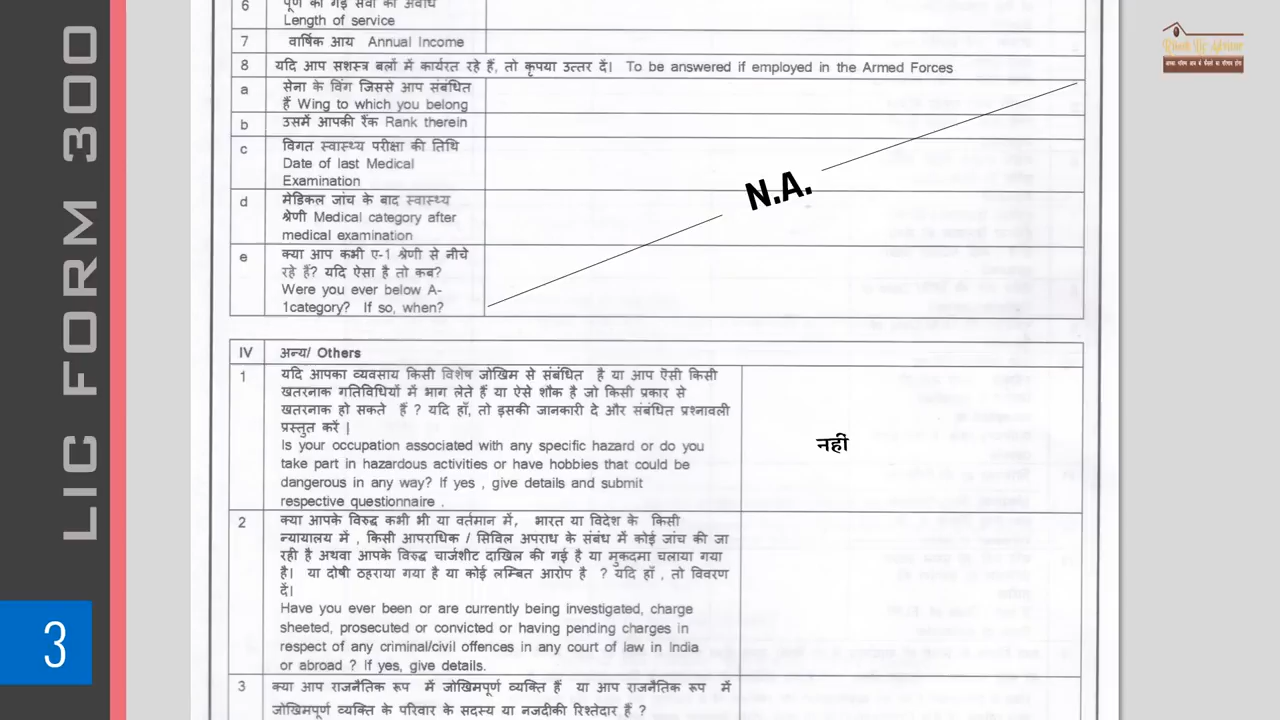 LIC FORM 300
3
6
पूर्ण की गई सेवा की अवधि
Length of service
7
वार्षिक आय Annual Income
8
यदि आप सशस्त्र बलों में कार्यरत रहे हैं, तो कृपया उत्तर दें। To be answered if employed in the Armed Forces
a
सेना के विंग जिससे आप संबंधित
हैं Wing to which you belong
b
उसमें आपकी रैंक Rank therein
c
विगत स्वास्थ्य परीक्षा की तिथि
Date of last Medical
Examination
d
मेडिकल जांच के बाद स्वास्थ्य
श्रेणी Medical category after
medical examination
e
क्या आप कभी ए-1 श्रेणी से नीचे
रहे हैं? यदि ऐसा है तो कब?
Were you ever below A-
1category? If so, when?
N.A.
IV
अन्य/ Others
1
यदि आपका व्यवसाय किसी विशेष जोखिम से संबंधित है या आप ऐसी किसी
खतरनाक गतिविधियों में भाग लेते हैं या ऐसे शौक है जो किसी प्रकार से
खतरनाक हो सकते हैं ? यदि हाँ, तो इसकी जानकारी दे और संबंधित प्रश्नावली
प्रस्तुत करें |
Is your occupation associated with any specific hazard or do you
take part in hazardous activities or have hobbies that could be
dangerous in any way? If yes , give details and submit
respective questionnaire .
नहीं
2
क्या आपके विरुद्ध कभी भी या वर्तमान में, भारत या विदेश के किसी
न्यायालय में , किसी आपराधिक / सिविल अपराध के संबंध में कोई जांच की जा
रही है अथवा आपके विरुद्ध चार्जशीट दाखिल की गई है या मुकदमा चलाया गया
है। या दोषी ठहराया गया है या कोई लम्बित आरोप है ? यदि हाँ , तो विवरण
दें।
Have you ever been or are currently being investigated, charge
sheeted, prosecuted or convicted or having pending charges in
respect of any criminal/civil offences in any court of law in India
or abroad ? If yes, give details.
3
क्या आप राजनैतिक रूप में जोखिमपूर्ण व्यक्ति हैं या आप राजनैतिक रूप में
जोखिमपूर्ण व्यक्ति के परिवार के सदस्य या नजदीकी रिश्तेदार हैं ?